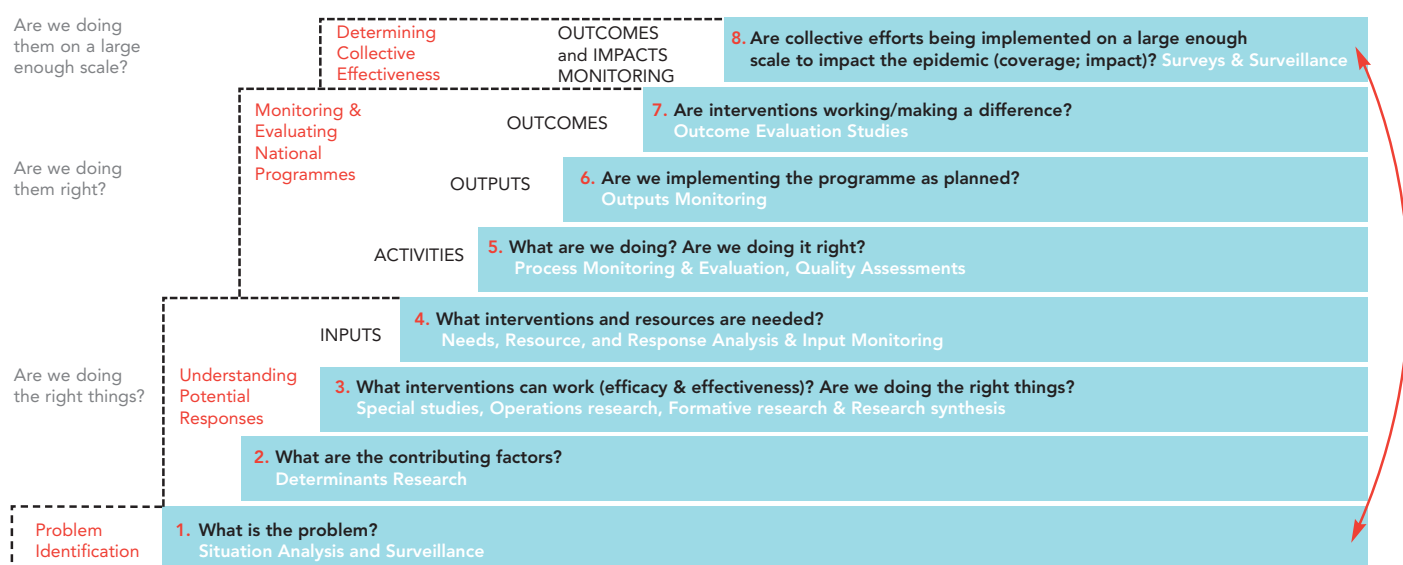 Are we doing
them on a large
enough scale?
Determining
Collective
Effectiveness
OUTCOMES
and IMPACTS
MONITORING
8. Are collective efforts being implemented on a large enough
scale to impact the epidemic (coverage; impact)? Surveys & Surveillance
Monitoring &
Evaluating
National
Programmes
OUTCOMES
7. Are interventions working/making a difference?
Outcome Evaluation Studies
Are we doing
them right?
OUTPUTS
6. Are we implementing the programme as planned?
Outputs Monitoring
ACTIVITIES
5. What are we doing? Are we doing it right?
Process Monitoring & Evaluation, Quality Assessments
INPUTS
4. What interventions and resources are needed?
Needs, Resource, and Response Analysis & Input Monitoring
Are we doing
the right things?
Understanding
Potential
Responses
3. What interventions can work (efficacy & effectiveness)? Are we doing the right things?
Special studies, Operations research, Formative research & Research synthesis
2. What are the contributing factors?
Determinants Research
Problem
Identification
1. What is the problem?
Situation Analysis and Surveillance